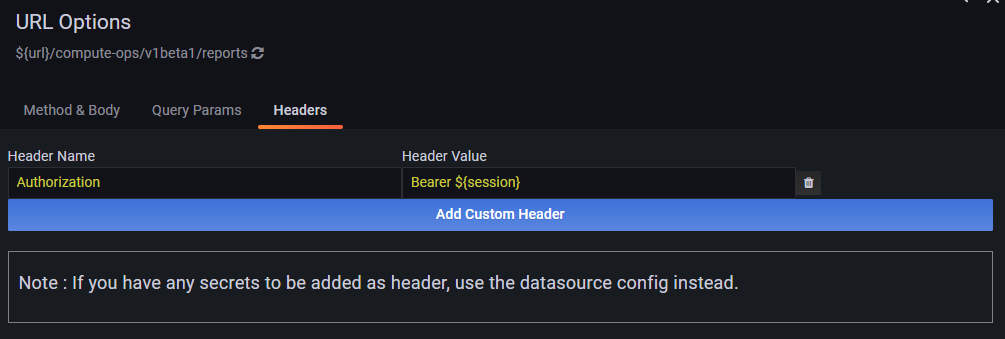 URL Options
${url}/compute-ops/v1beta1/reports
Method & Body Query Params Headers
Header Name Header Value
Authorization Bearer ${session}
Add Custom Header
Note : If you have any secrets to be added as header, use the datasource config instead.